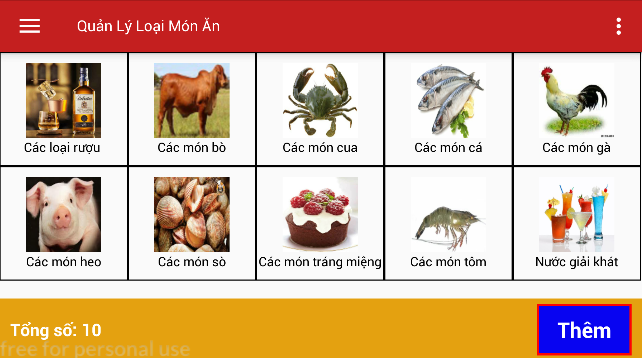 Quản Lý Loại Món Ăn
Các loại rượu
Các món bò
Các món cua
Các món cá
Các món gà
Các món heo
Các món sò
Các món tráng miệng
Các món tôm
Nước giải khát
Tổng số: 10
Thêm
free for personal use